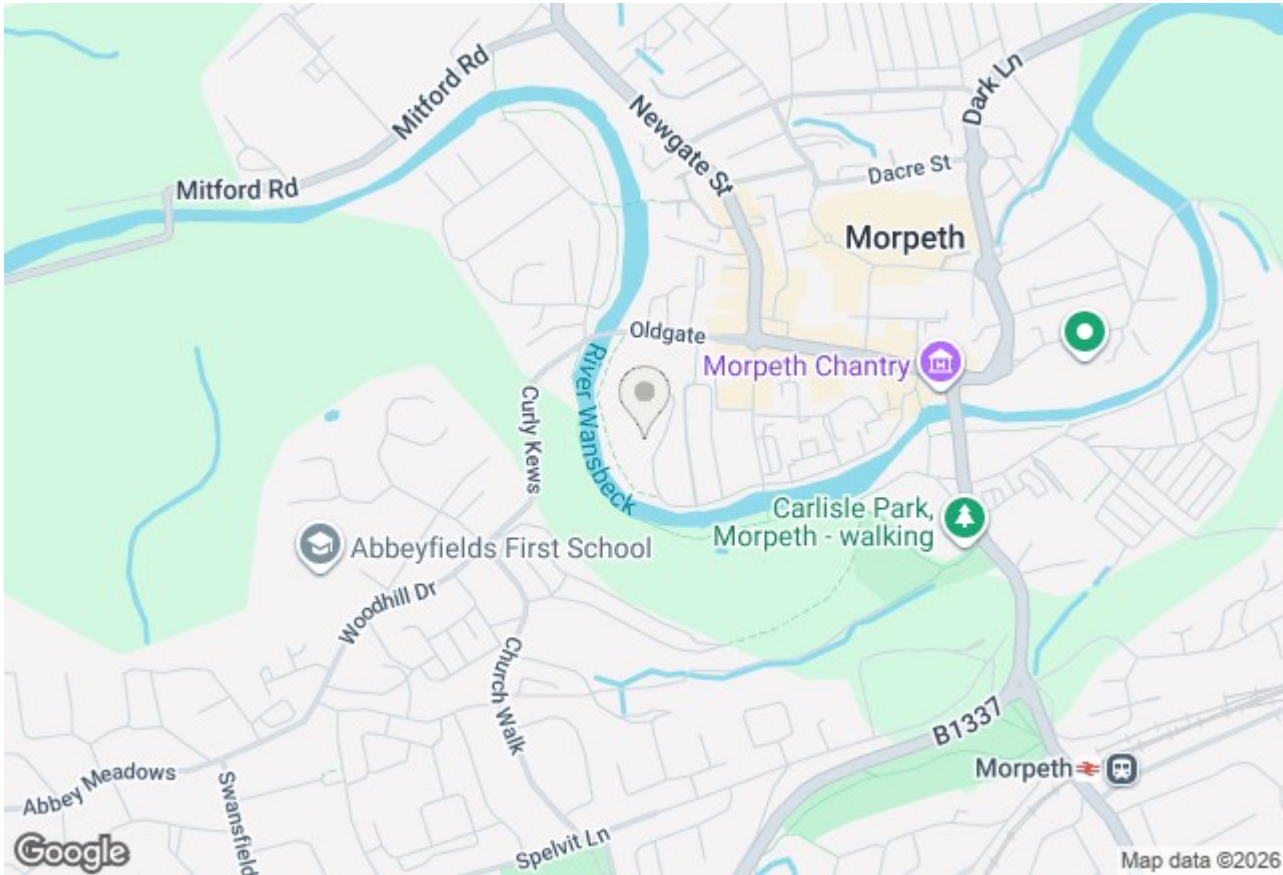 Mitford Rd
Dark Ln
Newgate St
Mitford Rd
Dacre St
Morpeth
Oldgate
Morpeth Chantry
River Wansbeck
Curly Kews
Carlisle Park,
Morpeth - walking
Abbeyfields First School
Woodhill Dr
Church Walk
B1337
Morpeth
Abbey Meadows
Swansfield
Spelvit Ln
Google
Map data ©2026